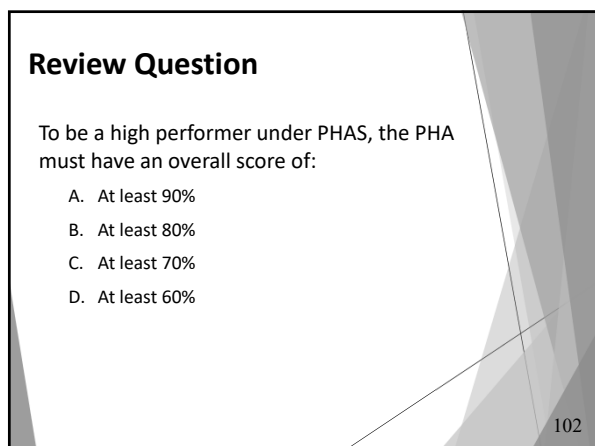 Review Question
To be a high performer under PHAS, the PHA
must have an overall score of:
A. At least 90%
B. At least 80%
C. At least 70%
D. At least 60%
102